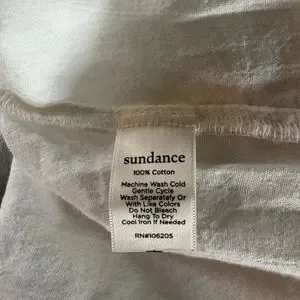 sundance
100% Cotton
Machine Wash Cold
Gentle Cycle
Wash Separately Or
With Like Colors
Do Not Bleach
Hang To Dry
Cool Iron If Needed
RN#106205